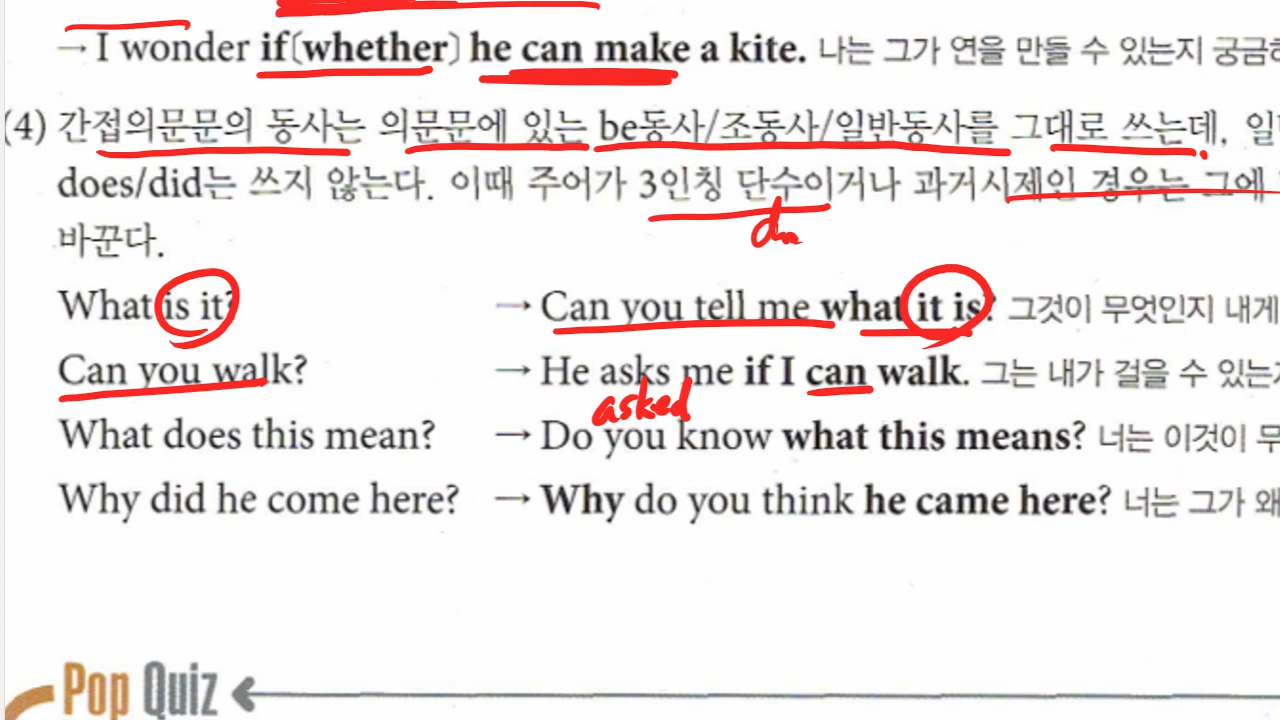 → I wonder if(whether) he can make a kite. 나는 그가 연을 만들 수 있는지
(4) 간접의문문의 동사는 의문문에 있는 be동사/조동사/일반동사를 그대로 쓰는데,
does/did는 쓰지 않는다. 이때 주어가 3인칭 단수이거나 과거시제인 경우는 그에
바꾼다.
What is it? → Can you tell me what it is? 그것이 무엇인지 내게
Can you walk? → He asks me if I can walk. 그는 내가 걸을 수 있는지
asked
What does this mean? → Do you know what this means? 너는 이것이
Why did he come here? → Why do you think he came here? 너는 그가 왜
Pop Quiz